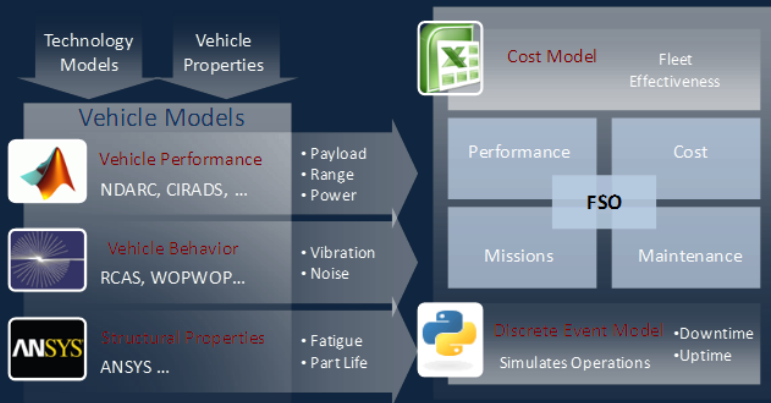 Technology
Models
Vehicle
Properties
Vehicle Models
Vehicle Performance
NDARC, CIRADS, ...
• Payload
• Range
• Power
Vehicle Behavior
RCAS, WOPWOP...
• Vibration
• Noise
ANSYS
Structural Properties
ANSYS ...
• Fatigue
• Part Life
X
Cost Model
Fleet
Effectiveness
Performance
Cost
FSO
Missions
Maintenance
Discrete Event Model
Simulates Operations
•Downtime
•Uptime